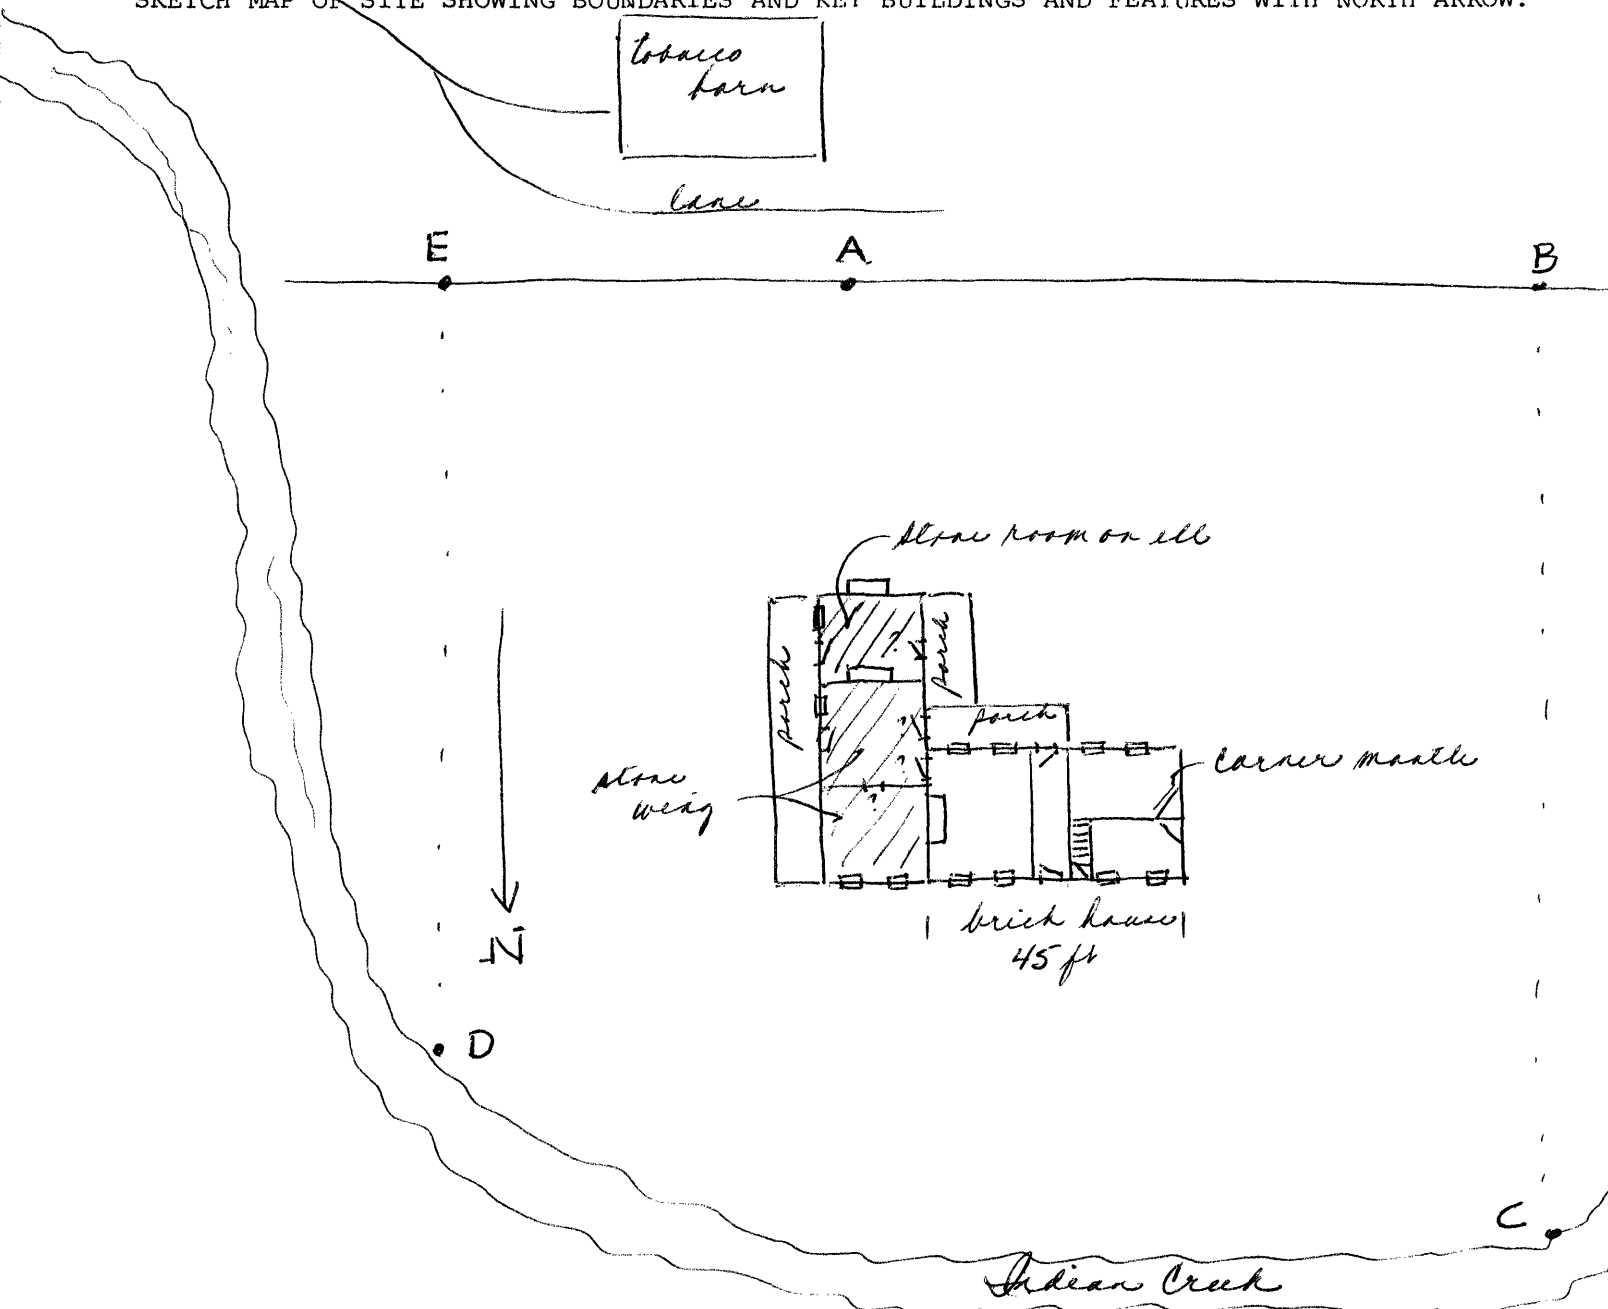 SKETCH MAP OF SITE SHOWING BOUNDARIES AND KEY BUILDINGS AND FEATURES WITH NORTH ARROW.
tobacco
barn
lane
E
A
B
stone room on ell
porch
porch
?
porch
?
?
?
corner mantle
stone
wing
brick house
45 ft
N
D
C
Indian Creek